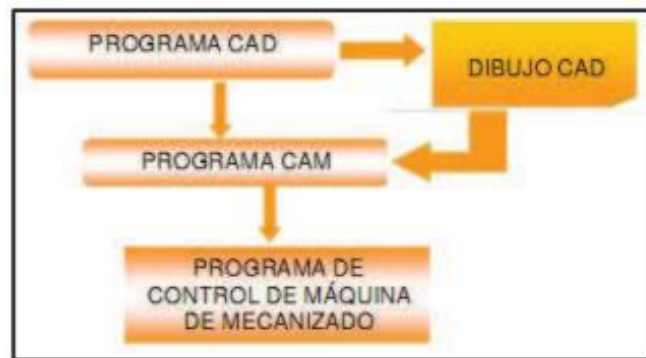 PROGRAMA CAD
DIBUJO CAD
PROGRAMA CAM
PROGRAMA DE
CONTROL DE MÁQUINA
DE MECANIZADO